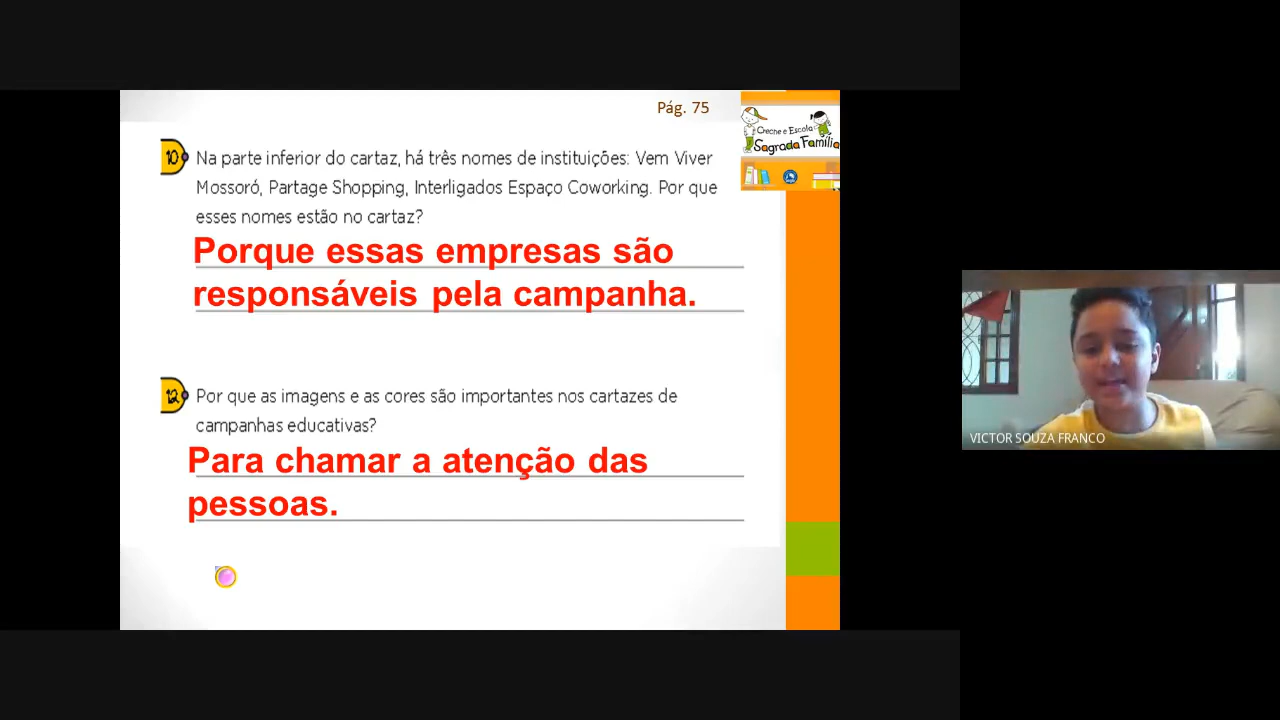 Pág. 75
Creche e Escola
Sagrada Família
10
Na parte inferior do cartaz, há três nomes de instituições: Vem Viver
Mossoró, Partage Shopping, Interligados Espaço Coworking. Por que
esses nomes estão no cartaz?
Porque essas empresas são
responsáveis pela campanha.
12
Por que as imagens e as cores são importantes nos cartazes de
campanhas educativas?
Para chamar a atenção das
pessoas.
VICTOR SOUZA FRANCO